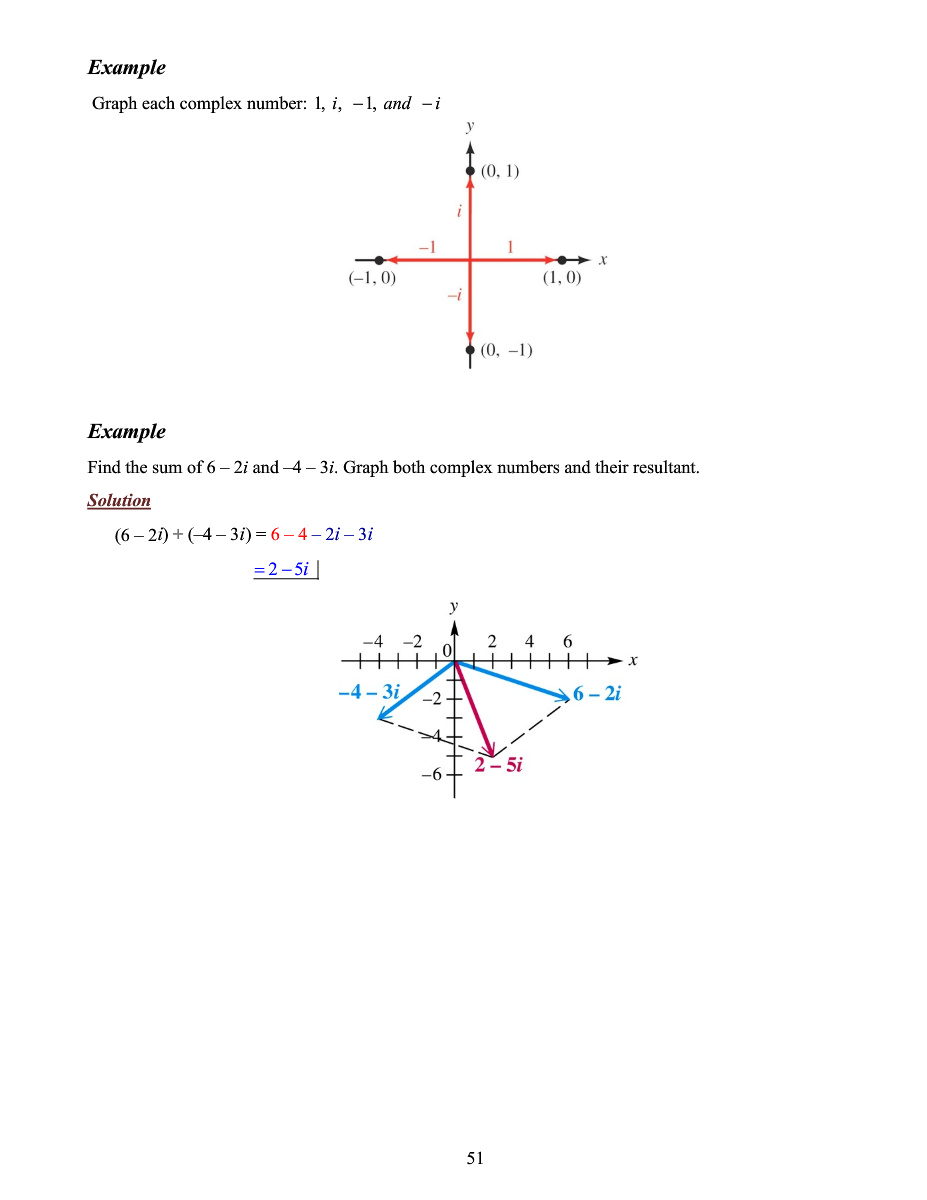 Example
Graph each complex number: 1, i, −1, and −i
y
(0, 1)
i
−1 1
x
(−1, 0) (1, 0)
−i
(0, −1)
Example
Find the sum of 6 – 2i and –4 – 3i. Graph both complex numbers and their resultant.
Solution
(6 – 2i) + (–4 – 3i) = 6 – 4 – 2i – 3i
= 2 – 5i
y
−4 −2 0 2 4 6
x
−4 − 3i −2 6 − 2i
−4
2 − 5i
−6
51